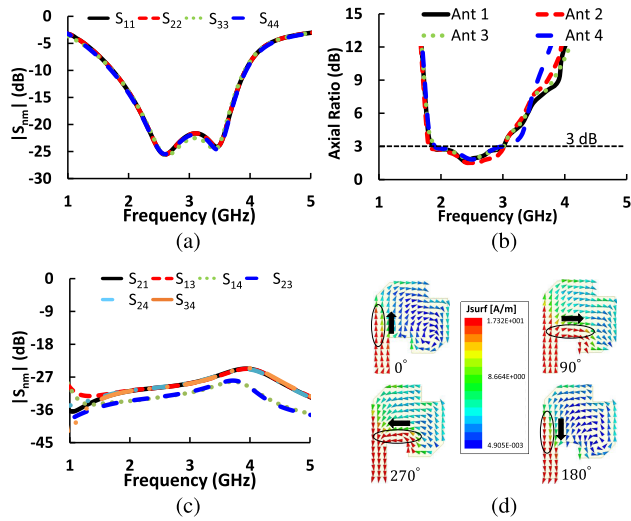 (a)
S11 S22 S33 S44
0
-5
-10
-15
-20
-25
-30
|Snm| (dB)
1 2 3 4 5
Frequency (GHz)
(b)
Ant 1 Ant 2
Ant 3 Ant 4
15
12
9
6
3
0
Axial Ratio (dB)
3 dB
1 2 3 4 5
Frequency (GHz)
(a) (b)
S21 S13 S14 S23
S24 S34
0
-9
-18
-27
-36
-45
|Snm| (dB)
1 2 3 4 5
Frequency (GHz)
(c)
Jsurf [A/m]
1.732E+001
8.664E+000
4.905E-003
0°
90°
270°
180°
(d)